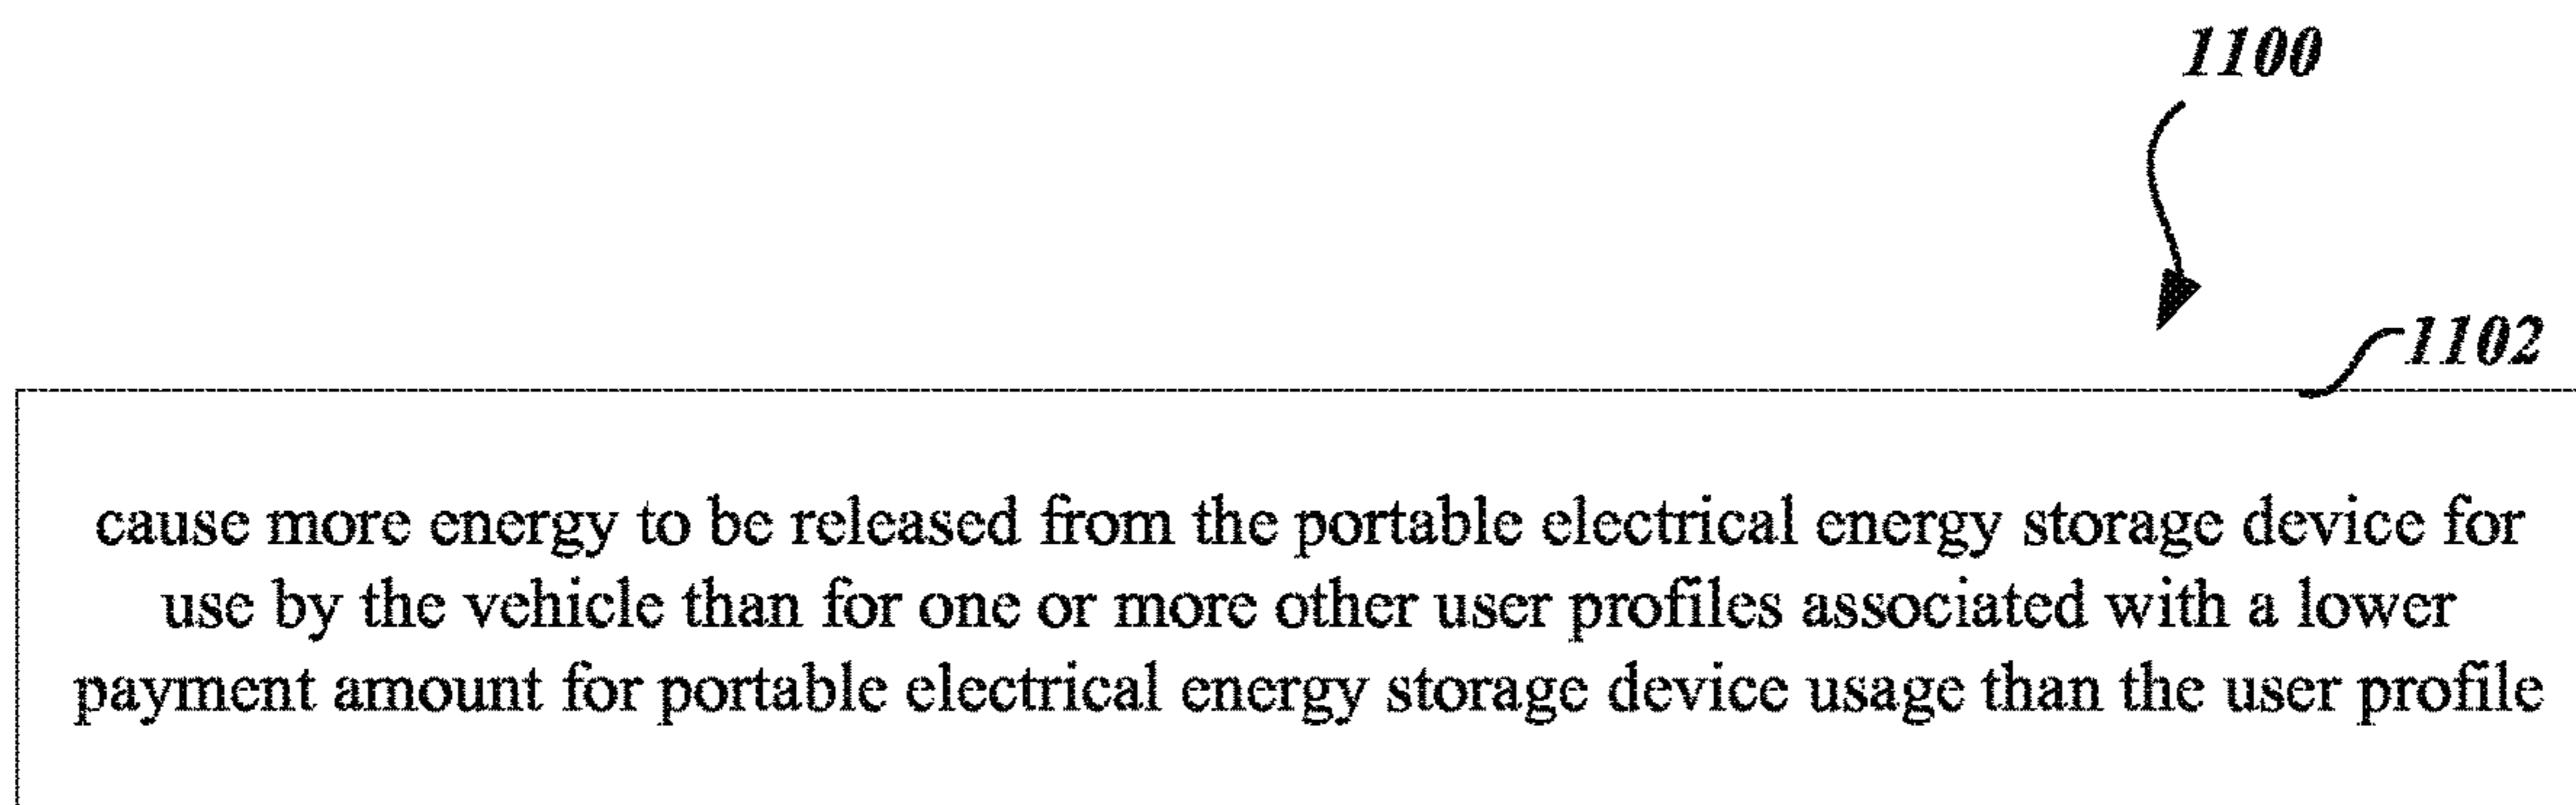 1100
1102
cause more energy to be released from the portable electrical energy storage device for
use by the vehicle than for one or more other user profiles associated with a lower
payment amount for portable electrical energy storage device usage than the user profile